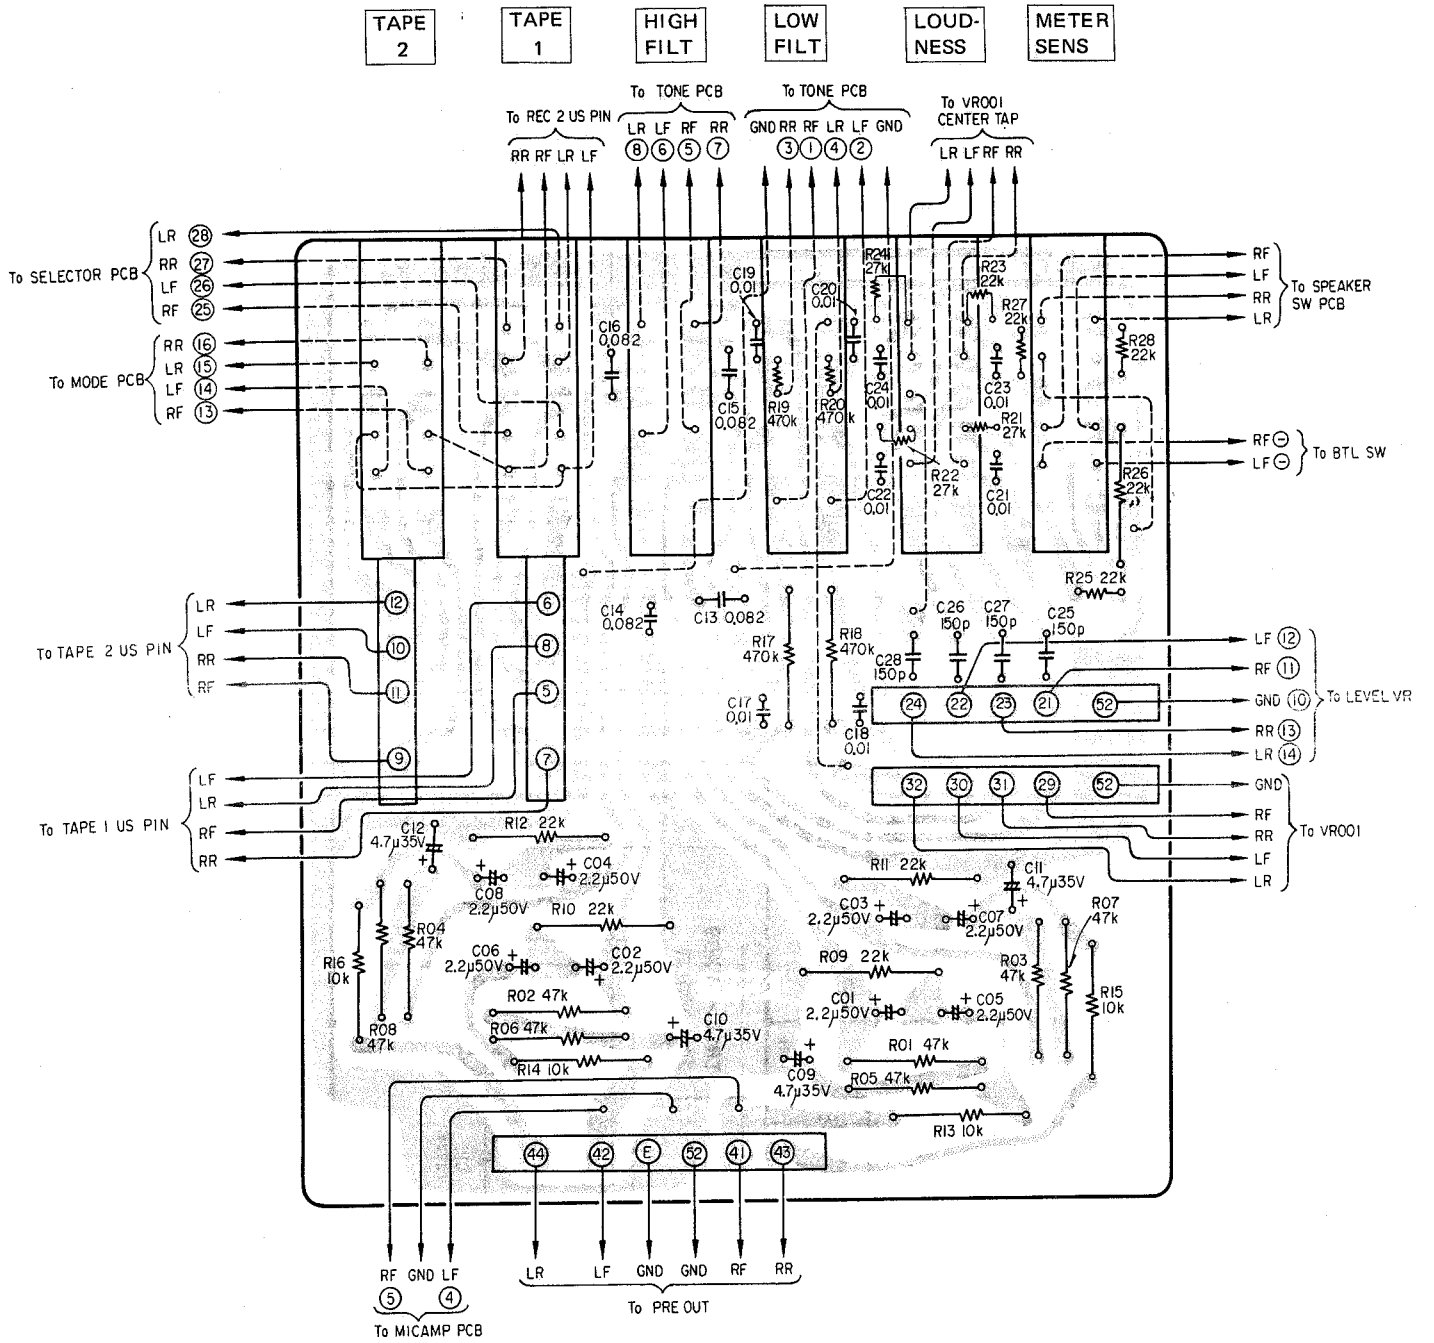 TAPE
2
TAPE
1
HIGH
FILT
LOW
FILT
LOUD-
NESS
METER
SENS
To TONE PCB
To TONE PCB
To REC 2 US PIN
To VR001
CENTER TAP
LR LF RF RR
8 6 5 7
GND RR RF LR LF GND
3 1 4 2
RR RF LR LF
LR LF RF RR
To SELECTOR PCB
LR 28
RR 27
LF 26
RF 25
To MODE PCB
RR 16
LR 15
LF 14
RF 13
RF
LF
RR
LR
To SPEAKER
SW PCB
RF ⊖
LF ⊖
To BTL SW
C16
0.082
C19
0.01
C20
0.01
R24
27k
R23
22k
R27
22k
R28
22k
C15
0.082
R19
470k
R20
470k
C24
0.01
C23
0.01
R21
27k
C22
0.01
R22
27k
C21
0.01
R26
22k
R25 22k
C14
0.082
C13 0.082
R17
470k
R18
470k
C28
150p
C26
150p
C27
150p
C25
150p
C17
0.01
C18
0.01
To TAPE 2 US PIN
LR
LF
RR
RF
12
10
11
9
6
8
5
7
To TAPE 1 US PIN
LF
LR
RF
RR
24 22 23 21 52
32 30 31 29 52
LF 12
RF 11
GND 10
RR 13
LR 14
To LEVEL VR
GND
RF
RR
LF
LR
To VR001
C12
4.7μ35V
R12 22k
C08
2.2μ50V
C04
2.2μ50V
R11 22k
C11
4.7μ35V
R10 22k
C03
2.2μ50V
C07
2.2μ50V
R07
47k
R04
47k
R16
10k
C06
2.2μ50V
C02
2.2μ50V
R09 22k
R03
47k
R15
10k
R02 47k
C01
2.2μ50V
C05
2.2μ50V
R08
47k
R06 47k
C10
4.7μ35V
R14 10k
C09
4.7μ35V
R01 47k
R05 47k
R13 10k
44 42 E 52 41 43
RF GND LF
5 4
To MICAMP PCB
LR LF GND GND RF RR
To PRE OUT